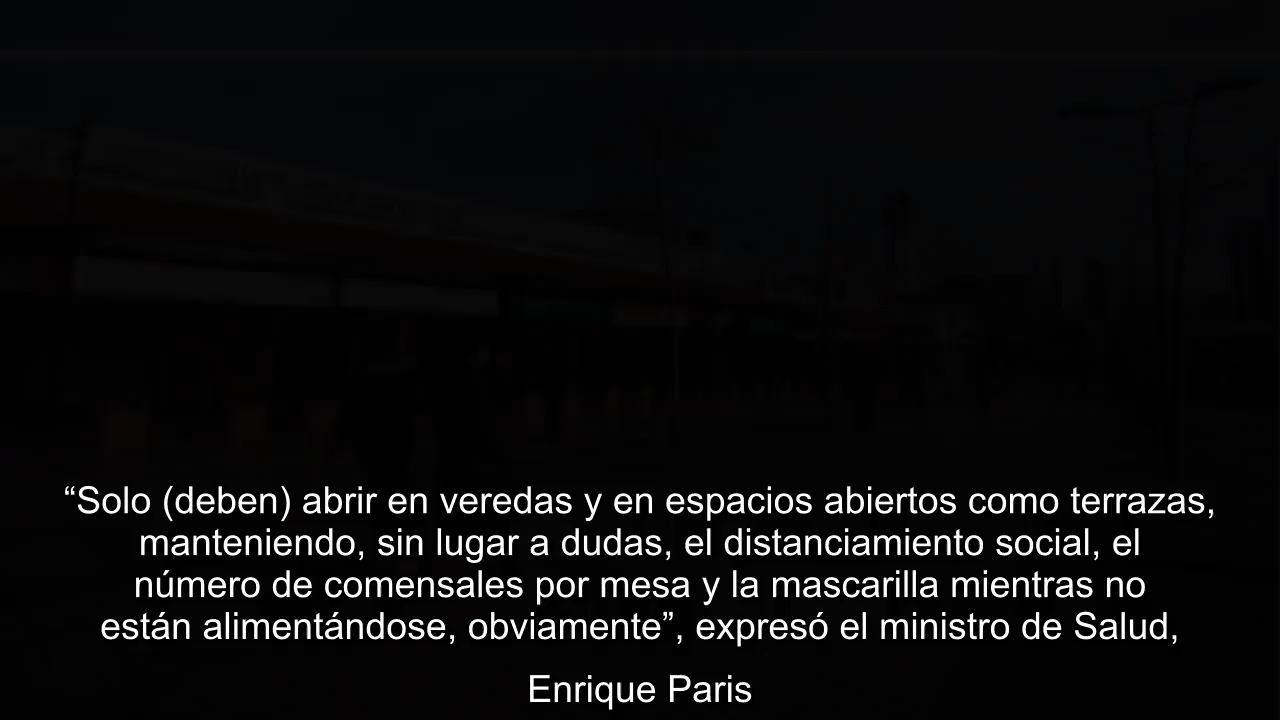 “Solo (deben) abrir en veredas y en espacios abiertos como terrazas,
manteniendo, sin lugar a dudas, el distanciamiento social, el
número de comensales por mesa y la mascarilla mientras no
están alimentándose, obviamente”, expresó el ministro de Salud,
Enrique Paris